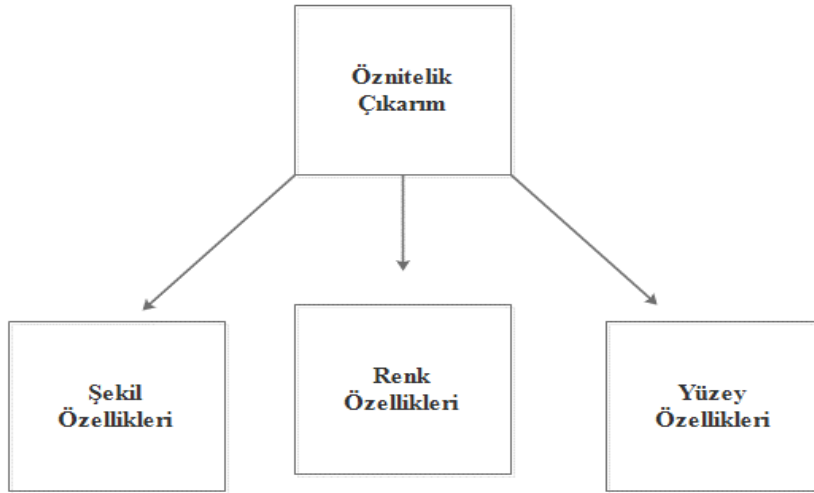 Öznitelik
Çıkarım
Şekil
Özellikleri
Renk
Özellikleri
Yüzey
Özellikleri